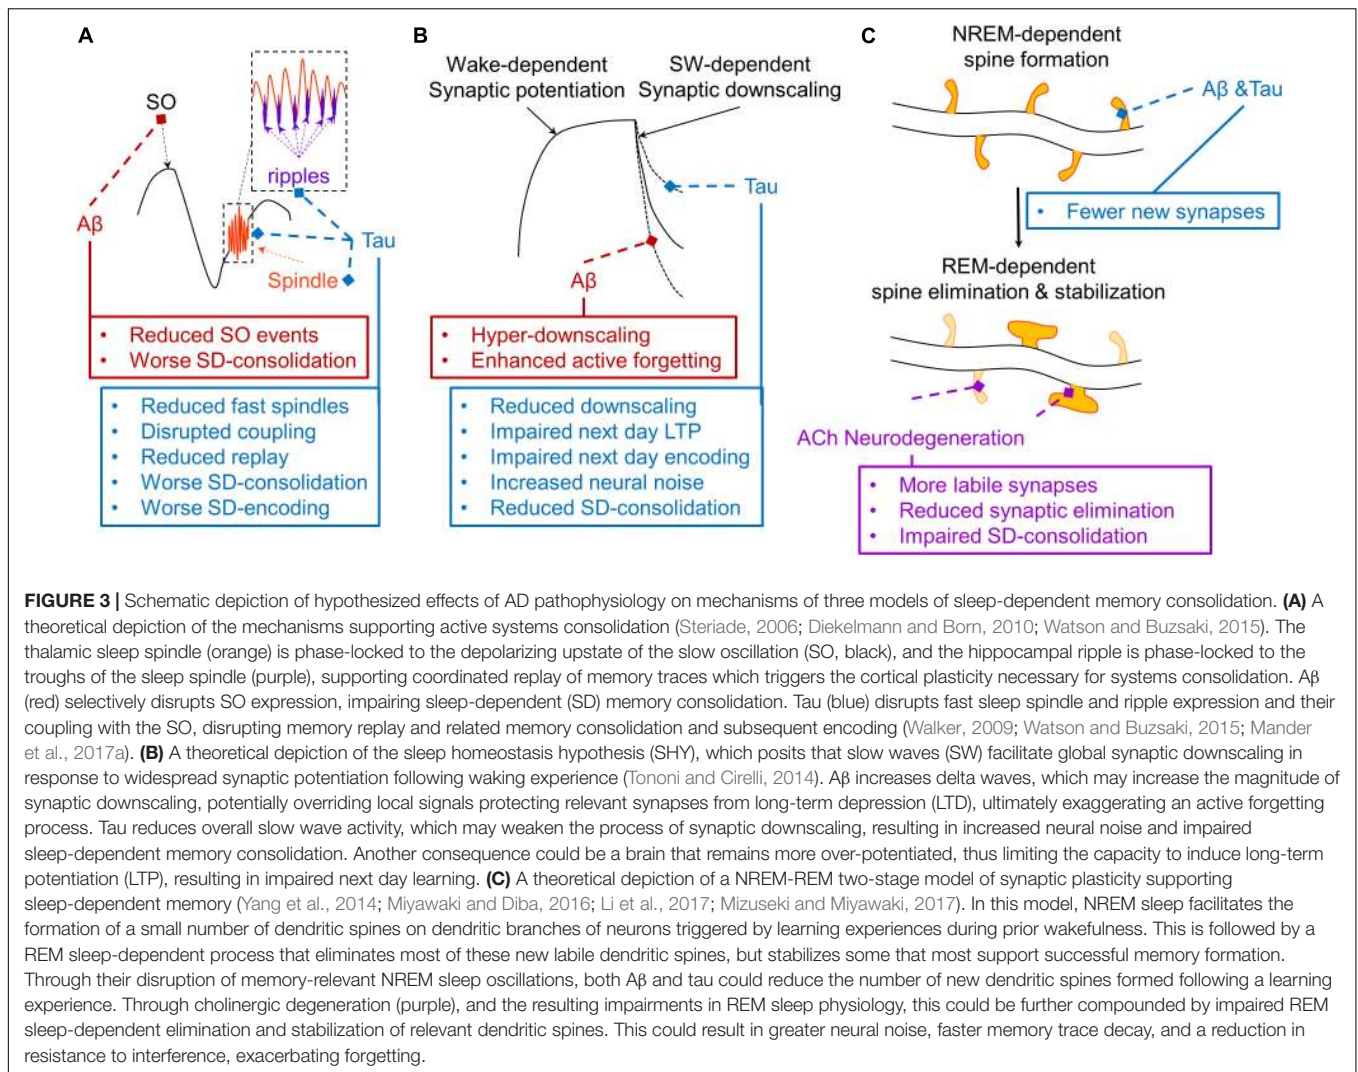 A
SO
ripples
Aβ
Tau
Spindle
• Reduced SO events
• Worse SD-consolidation
• Reduced fast spindles
• Disrupted coupling
• Reduced replay
• Worse SD-consolidation
• Worse SD-encoding
B
Wake-dependent
Synaptic potentiation
SW-dependent
Synaptic downscaling
Tau
Aβ
• Hyper-downscaling
• Enhanced active forgetting
• Reduced downscaling
• Impaired next day LTP
• Impaired next day encoding
• Increased neural noise
• Reduced SD-consolidation
C
NREM-dependent
spine formation
Aβ &Tau
• Fewer new synapses
REM-dependent
spine elimination & stabilization
ACh Neurodegeneration
• More labile synapses
• Reduced synaptic elimination
• Impaired SD-consolidation
FIGURE 3 | Schematic depiction of hypothesized effects of AD pathophysiology on mechanisms of three models of sleep-dependent memory consolidation. (A) A
theoretical depiction of the mechanisms supporting active systems consolidation (Steriade, 2006; Diekelmann and Born, 2010; Watson and Buzsaki, 2015). The
thalamic sleep spindle (orange) is phase-locked to the depolarizing upstate of the slow oscillation (SO, black), and the hippocampal ripple is phase-locked to the
troughs of the sleep spindle (purple), supporting coordinated replay of memory traces which triggers the cortical plasticity necessary for systems consolidation. Aβ
(red) selectively disrupts SO expression, impairing sleep-dependent (SD) memory consolidation. Tau (blue) disrupts fast sleep spindle and ripple expression and their
coupling with the SO, disrupting memory replay and related memory consolidation and subsequent encoding (Walker, 2009; Watson and Buzsaki, 2015; Mander
et al., 2017a). (B) A theoretical depiction of the sleep homeostasis hypothesis (SHY), which posits that slow waves (SW) facilitate global synaptic downscaling in
response to widespread synaptic potentiation following waking experience (Tononi and Cirelli, 2014). Aβ increases delta waves, which may increase the magnitude of
synaptic downscaling, potentially overriding local signals protecting relevant synapses from long-term depression (LTD), ultimately exaggerating an active forgetting
process. Tau reduces overall slow wave activity, which may weaken the process of synaptic downscaling, resulting in increased neural noise and impaired
sleep-dependent memory consolidation. Another consequence could be a brain that remains more over-potentiated, thus limiting the capacity to induce long-term
potentiation (LTP), resulting in impaired next day learning. (C) A theoretical depiction of a NREM-REM two-stage model of synaptic plasticity supporting
sleep-dependent memory (Yang et al., 2014; Miyawaki and Diba, 2016; Li et al., 2017; Mizuseki and Miyawaki, 2017). In this model, NREM sleep facilitates the
formation of a small number of dendritic spines on dendritic branches of neurons triggered by learning experiences during prior wakefulness. This is followed by a
REM sleep-dependent process that eliminates most of these new labile dendritic spines, but stabilizes some that most support successful memory formation.
Through their disruption of memory-relevant NREM sleep oscillations, both Aβ and tau could reduce the number of new dendritic spines formed following a learning
experience. Through cholinergic degeneration (purple), and the resulting impairments in REM sleep physiology, this could be further compounded by impaired REM
sleep-dependent elimination and stabilization of relevant dendritic spines. This could result in greater neural noise, faster memory trace decay, and a reduction in
resistance to interference, exacerbating forgetting.